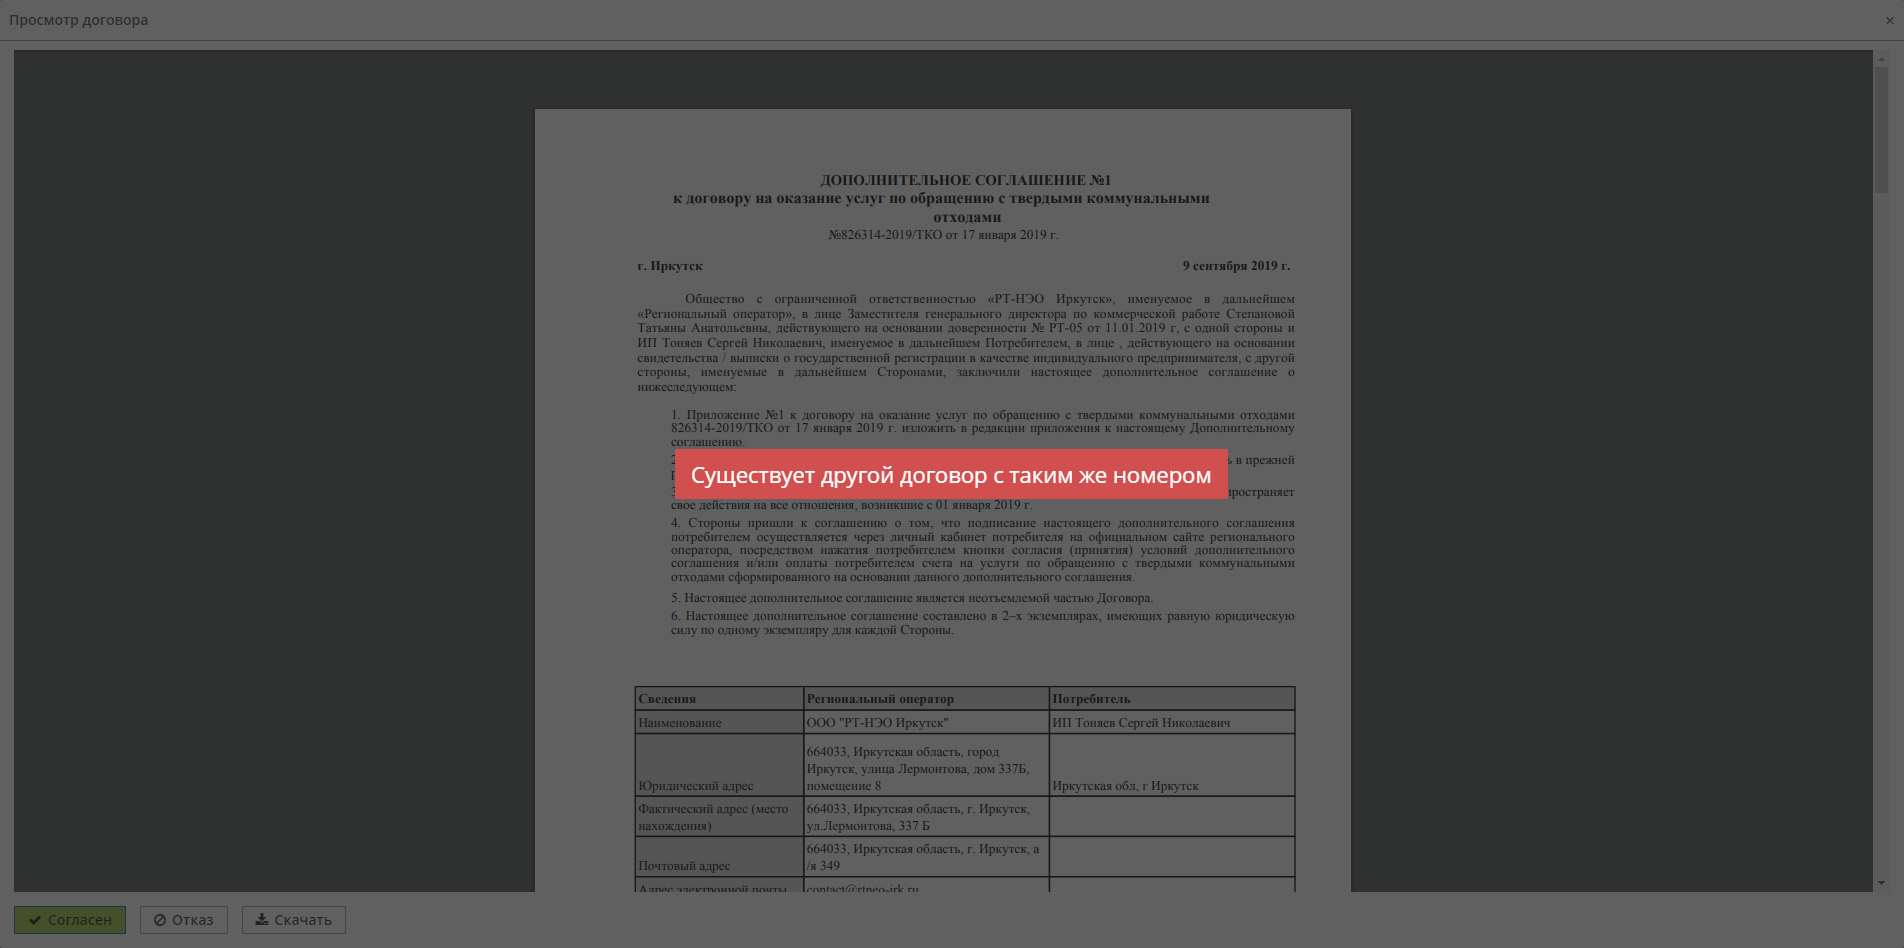 Просмотр договора
×
ДОПОЛНИТЕЛЬНОЕ СОГЛАШЕНИЕ №1
к договору на оказание услуг по обращению с твердыми коммунальными
отходами
№826314-2019/ТКО от 17 января 2019 г.
г. Иркутск 9 сентября 2019 г.
Общество с ограниченной ответственностью «РТ-НЭО Иркутск», именуемое в дальнейшем
«Региональный оператор», в лице Заместителя генерального директора по коммерческой работе Степановой
Татьяны Анатольевны, действующего на основании доверенности № РТ-05 от 11.01.2019 г, с одной стороны и
ИП Тоняев Сергей Николаевич, именуемое в дальнейшем Потребителем, в лице , действующего на основании
свидетельства / выписки о государственной регистрации в качестве индивидуального предпринимателя, с другой
стороны, именуемые в дальнейшем Сторонами, заключили настоящее дополнительное соглашение о
нижеследующем:
1. Приложение №1 к договору на оказание услуг по обращению с твердыми коммунальными отходами
826314-2019/ТКО от 17 января 2019 г. изложить в редакции приложения к настоящему Дополнительному
соглашению.
в прежней
Существует другой договор с таким же номером
свое действия на все отношения, возникшие с 01 января 2019 г.
4. Стороны пришли к соглашению о том, что подписание настоящего дополнительного соглашения
потребителем осуществляется через личный кабинет потребителя на официальном сайте регионального
оператора, посредством нажатия потребителем кнопки согласия (принятия) условий дополнительного
соглашения и/или оплаты потребителем счета на услуги по обращению с твердыми коммунальными
отходами сформированного на основании данного дополнительного соглашения.
5. Настоящее дополнительное соглашение является неотъемлемой частью Договора.
6. Настоящее дополнительное соглашение составлено в 2–х экземплярах, имеющих равную юридическую
силу по одному экземпляру для каждой Стороны.
Сведения Региональный оператор Потребитель
Наименование ООО "РТ-НЭО Иркутск" ИП Тоняев Сергей Николаевич
664033, Иркутская область, город
Иркутск, улица Лермонтова, дом 337Б,
Юридический адрес помещение 8 Иркутская обл, г Иркутск
Фактический адрес (место 664033, Иркутская область, г. Иркутск,
нахождения) ул.Лермонтова, 337 Б
664033, Иркутская область, г. Иркутск, а
Почтовый адрес /я 349
Адрес электронной почты contact@rtneo-irk.ru
Согласен Отказ Скачать